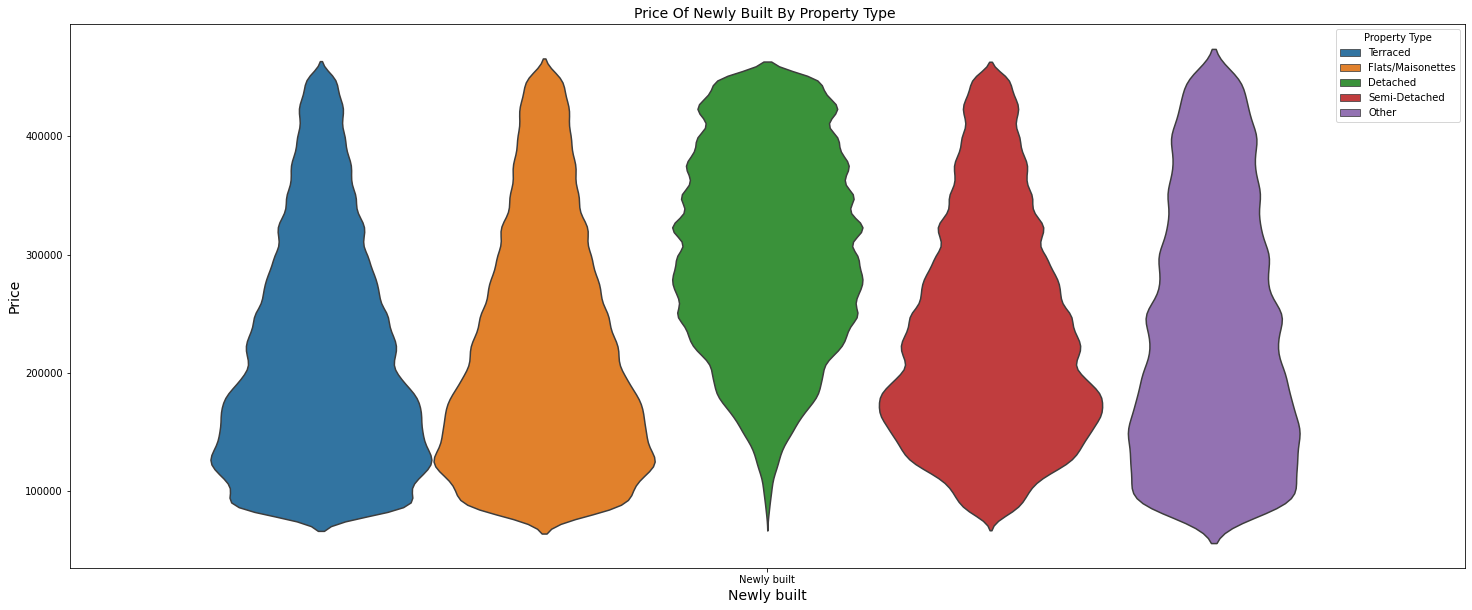 Price Of Newly Built By Property Type
Property Type
Terraced
Flats/Maisonettes
Detached
Semi-Detached
Other
400000
300000
200000
100000
Price
Newly built
Newly built